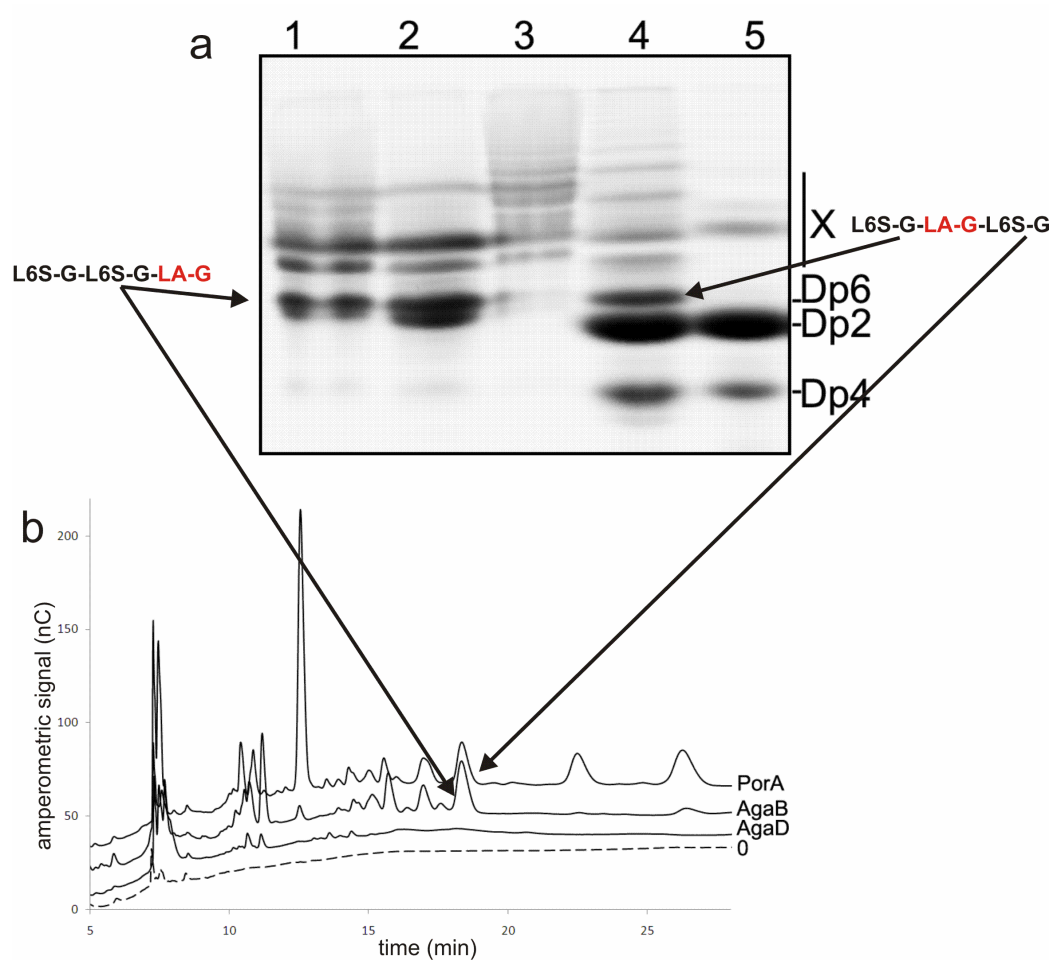 a
1 2 3 4 5
X
L6S-G-LA-G-L6S-G
L6S-G-L6S-G-LA-G
-Dp6
-Dp2
-Dp4
b
200
150
100
50
0
amperometric signal (nC)
PorA
AgaB
AgaD
0
5 10 15 20 25
time (min)